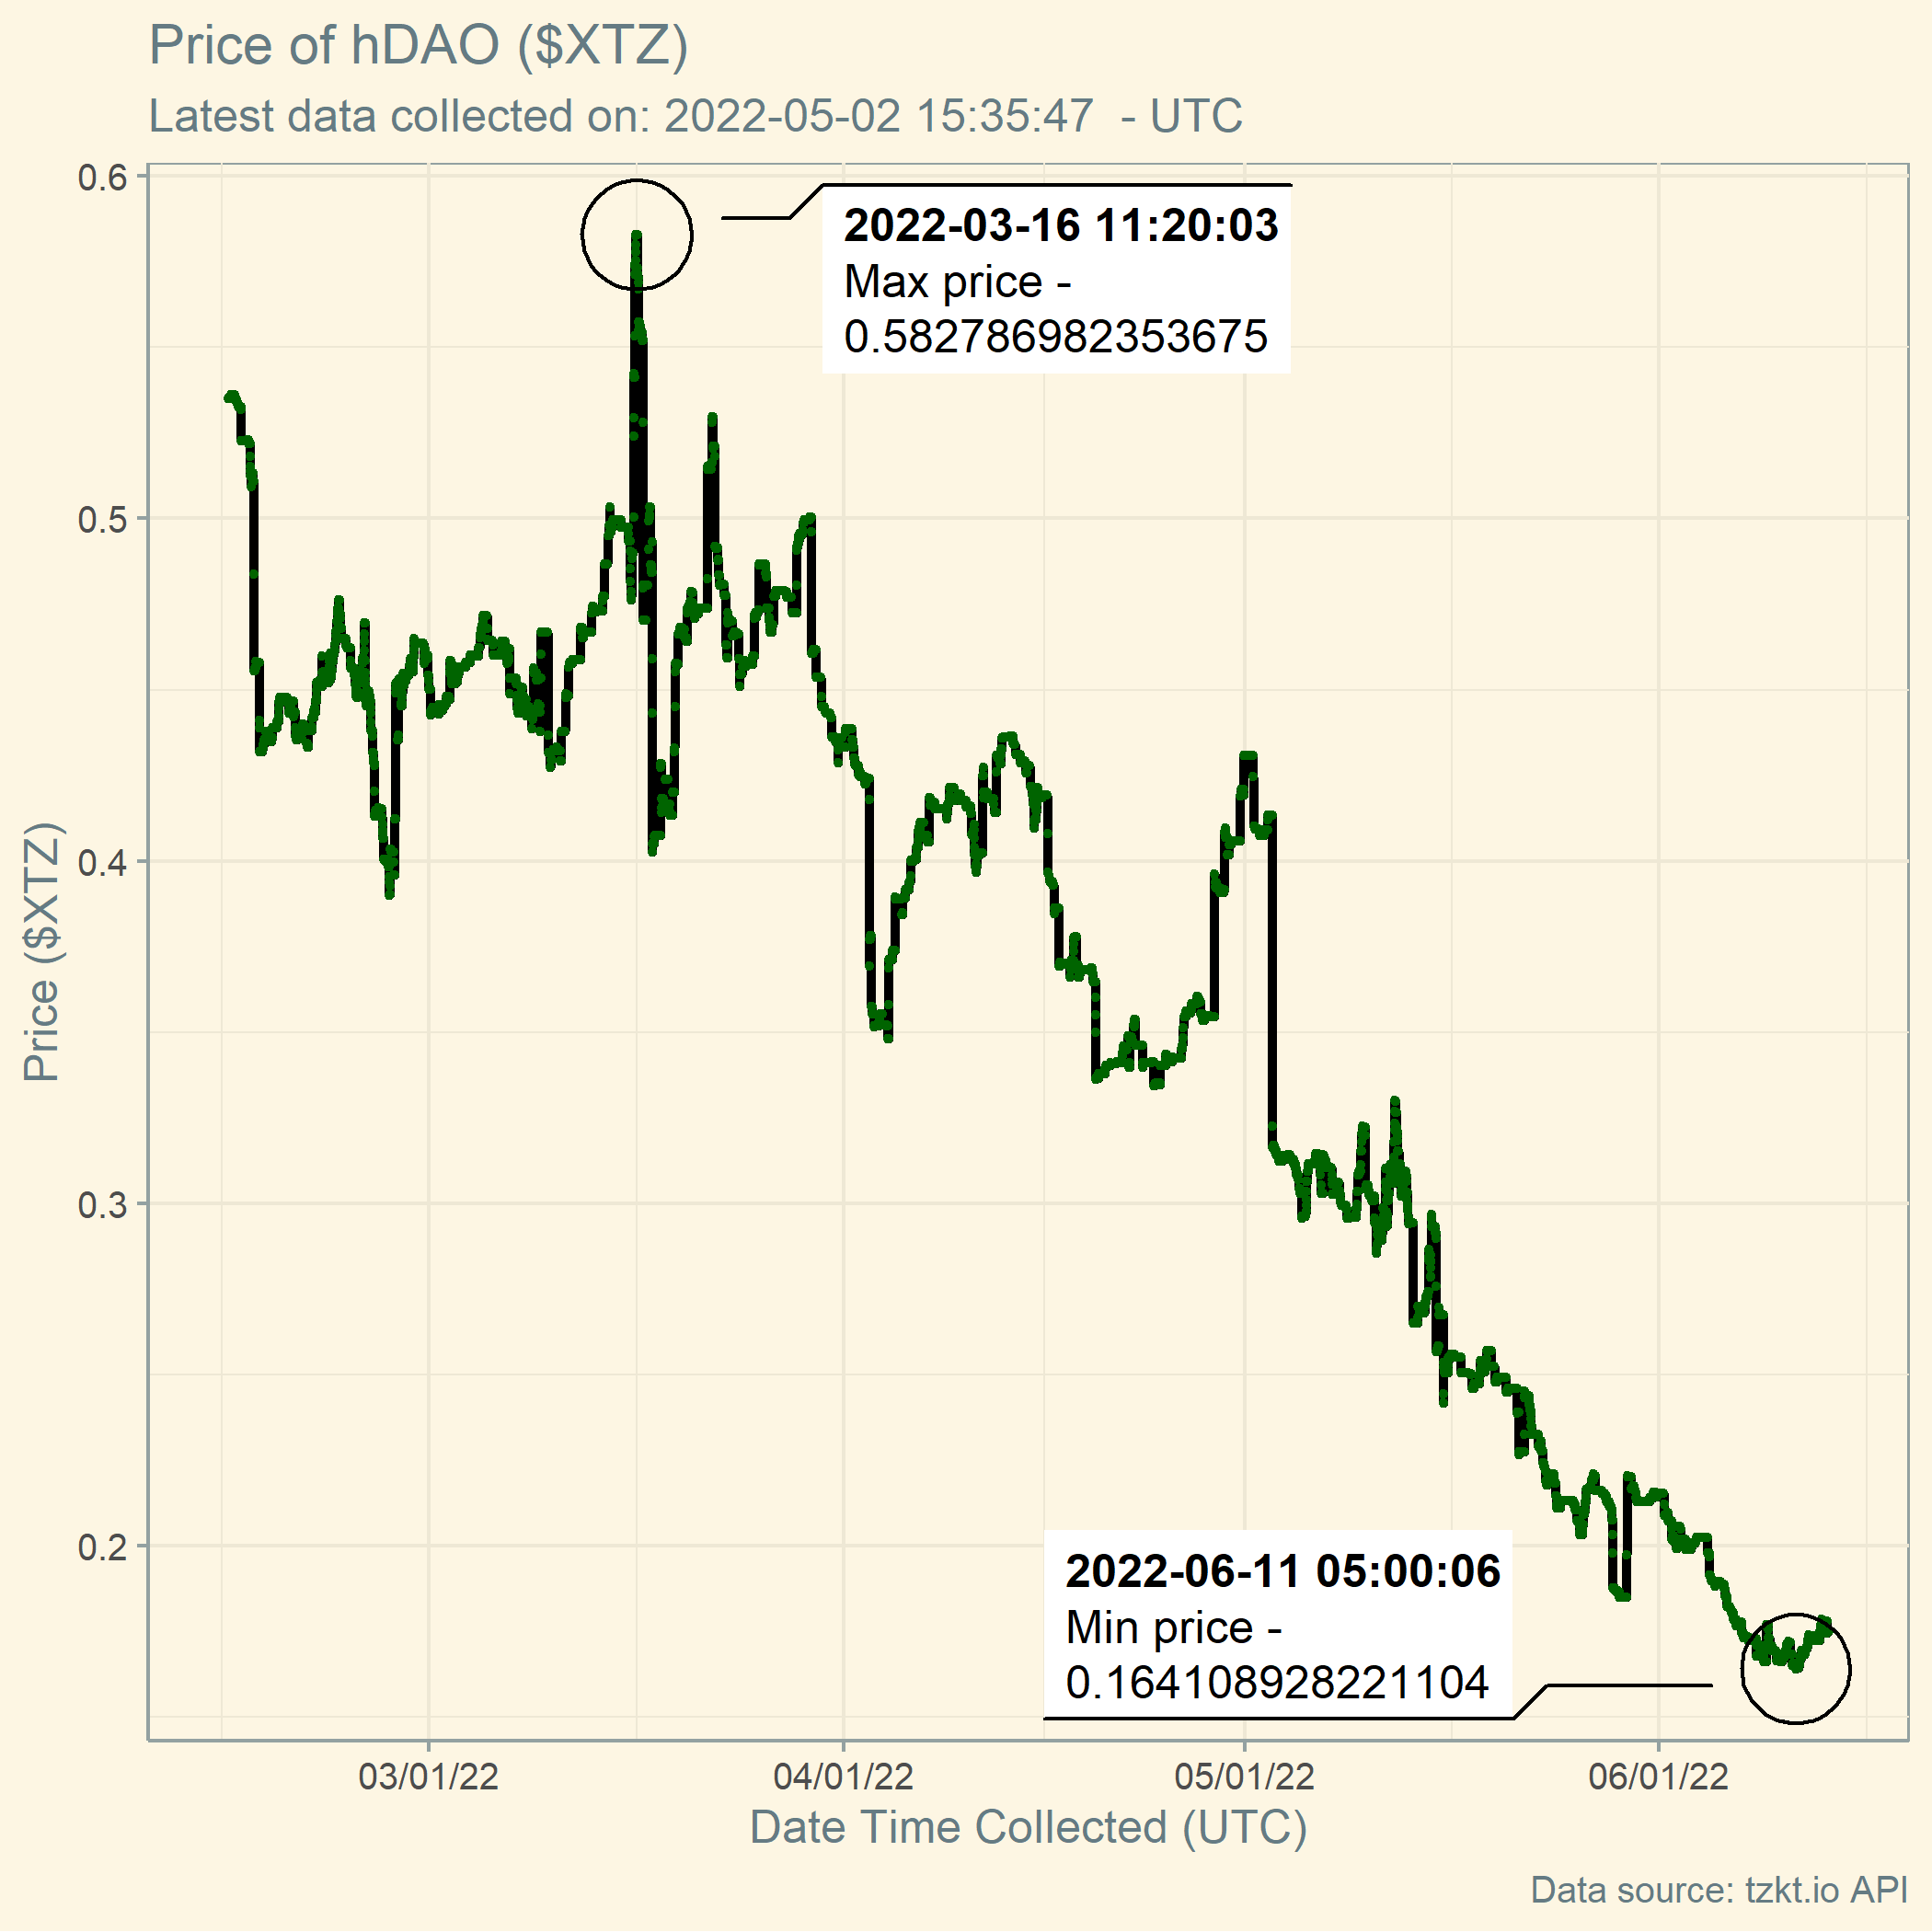 Price of hDAO ($XTZ)
Latest data collected on: 2022-05-02 15:35:47  - UTC
0.6
0.5
0.4
0.3
0.2
Price ($XTZ)
2022-03-16 11:20:03
Max price -
0.582786982353675
2022-06-11 05:00:06
Min price -
0.164108928221104
03/01/22
04/01/22
05/01/22
06/01/22
Date Time Collected (UTC)
Data source: tzkt.io API